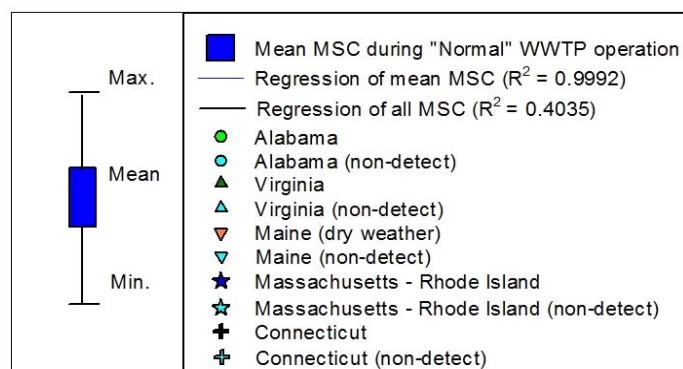 Max.
Mean
Min.
Mean MSC during "Normal" WWTP operation
Regression of mean MSC (R² = 0.9992)
Regression of all MSC (R² = 0.4035)
Alabama
Alabama (non-detect)
Virginia
Virginia (non-detect)
Maine (dry weather)
Maine (non-detect)
Massachusetts - Rhode Island
Massachusetts - Rhode Island (non-detect)
Connecticut
Connecticut (non-detect)